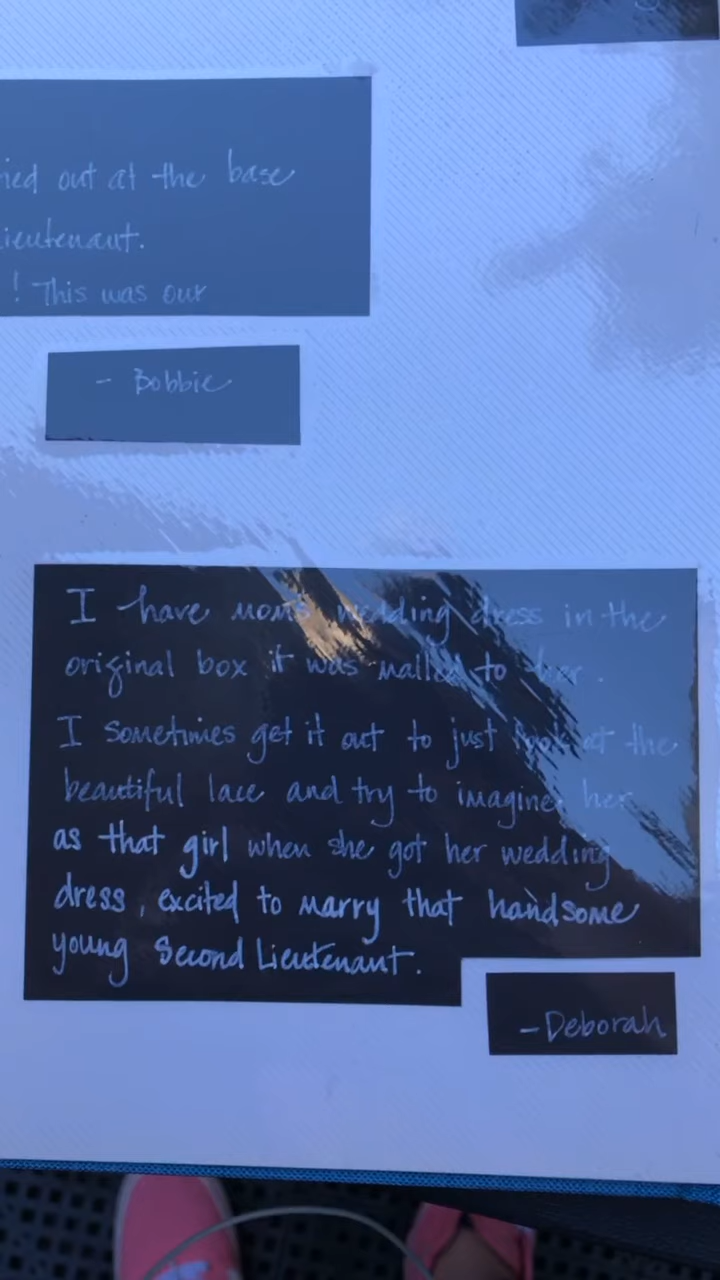 out at the base
! This was our
- Bobbie
I have mom's wedding dress in the
original box it was mailed to her.
I sometimes get it out to just look at the
beautiful lace and try to imagine her
as that girl when she got her wedding
dress, excited to marry that handsome
young Second Lieutenant.
- Deborah